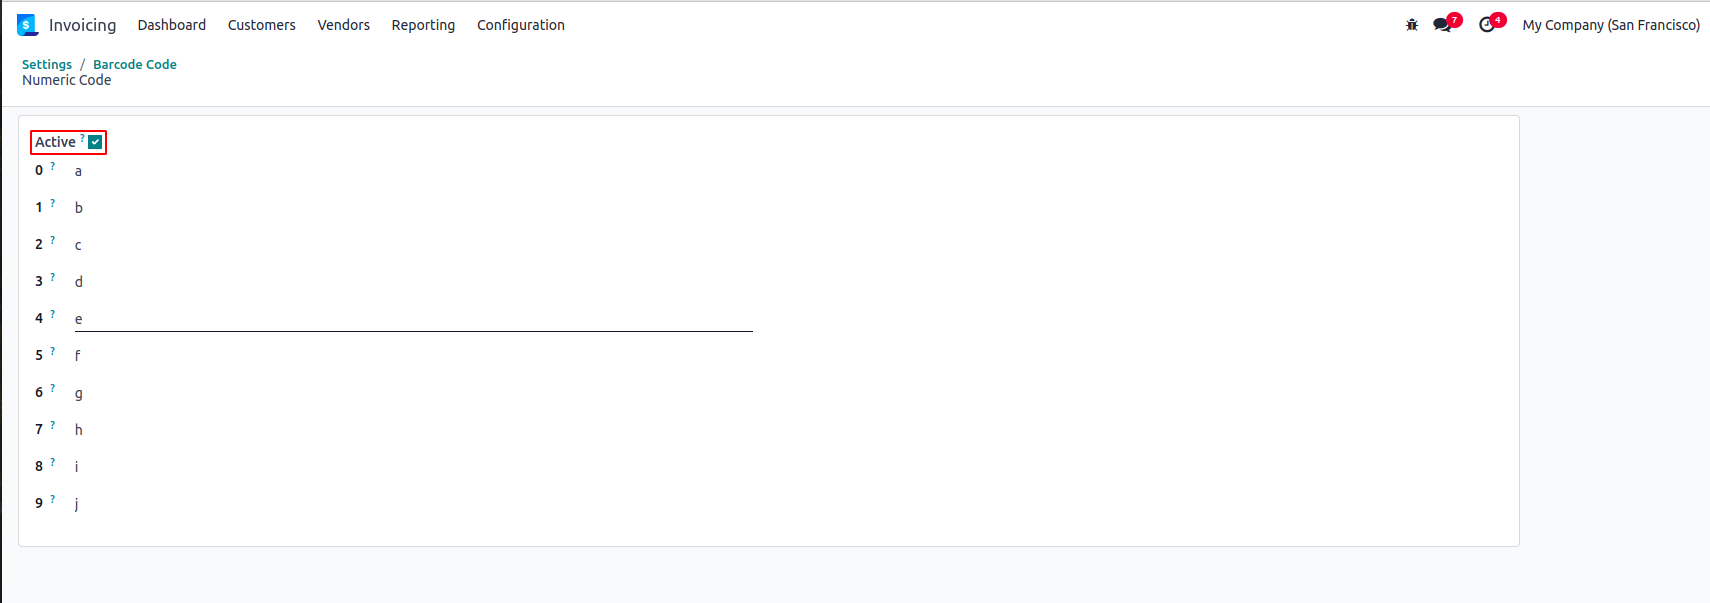 Invoicing Dashboard Customers Vendors Reporting Configuration 7 4 My Company (San Francisco)
Settings / Barcode Code
Numeric Code
Active ?
0 ? a
1 ? b
2 ? c
3 ? d
4 ? e
5 ? f
6 ? g
7 ? h
8 ? i
9 ? j